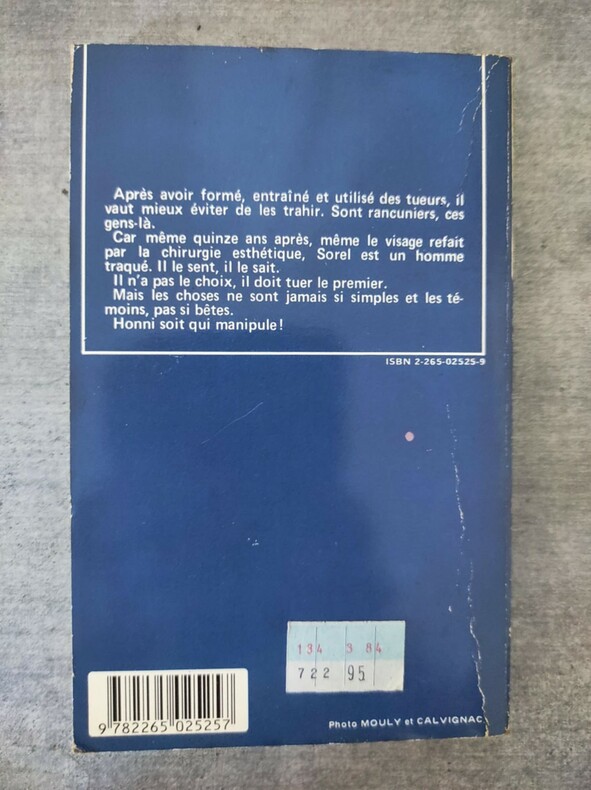 Après avoir formé, entraîné et utilisé des tueurs, il
vaut mieux éviter de les trahir. Sont rancuniers, ces
gens-là.
Car même quinze ans après, même le visage refait
par la chirurgie esthétique, Sorel est un homme
traqué. Il le sent, il le sait.
Il n'a pas le choix, il doit tuer le premier.
Mais les choses ne sont jamais si simples et les té-
moins, pas si bêtes.
Honni soit qui manipule!
ISBN 2-265-02525-9
134 3 84
722 95
9 782265 025257
Photo MOULY et CALVIGNAC